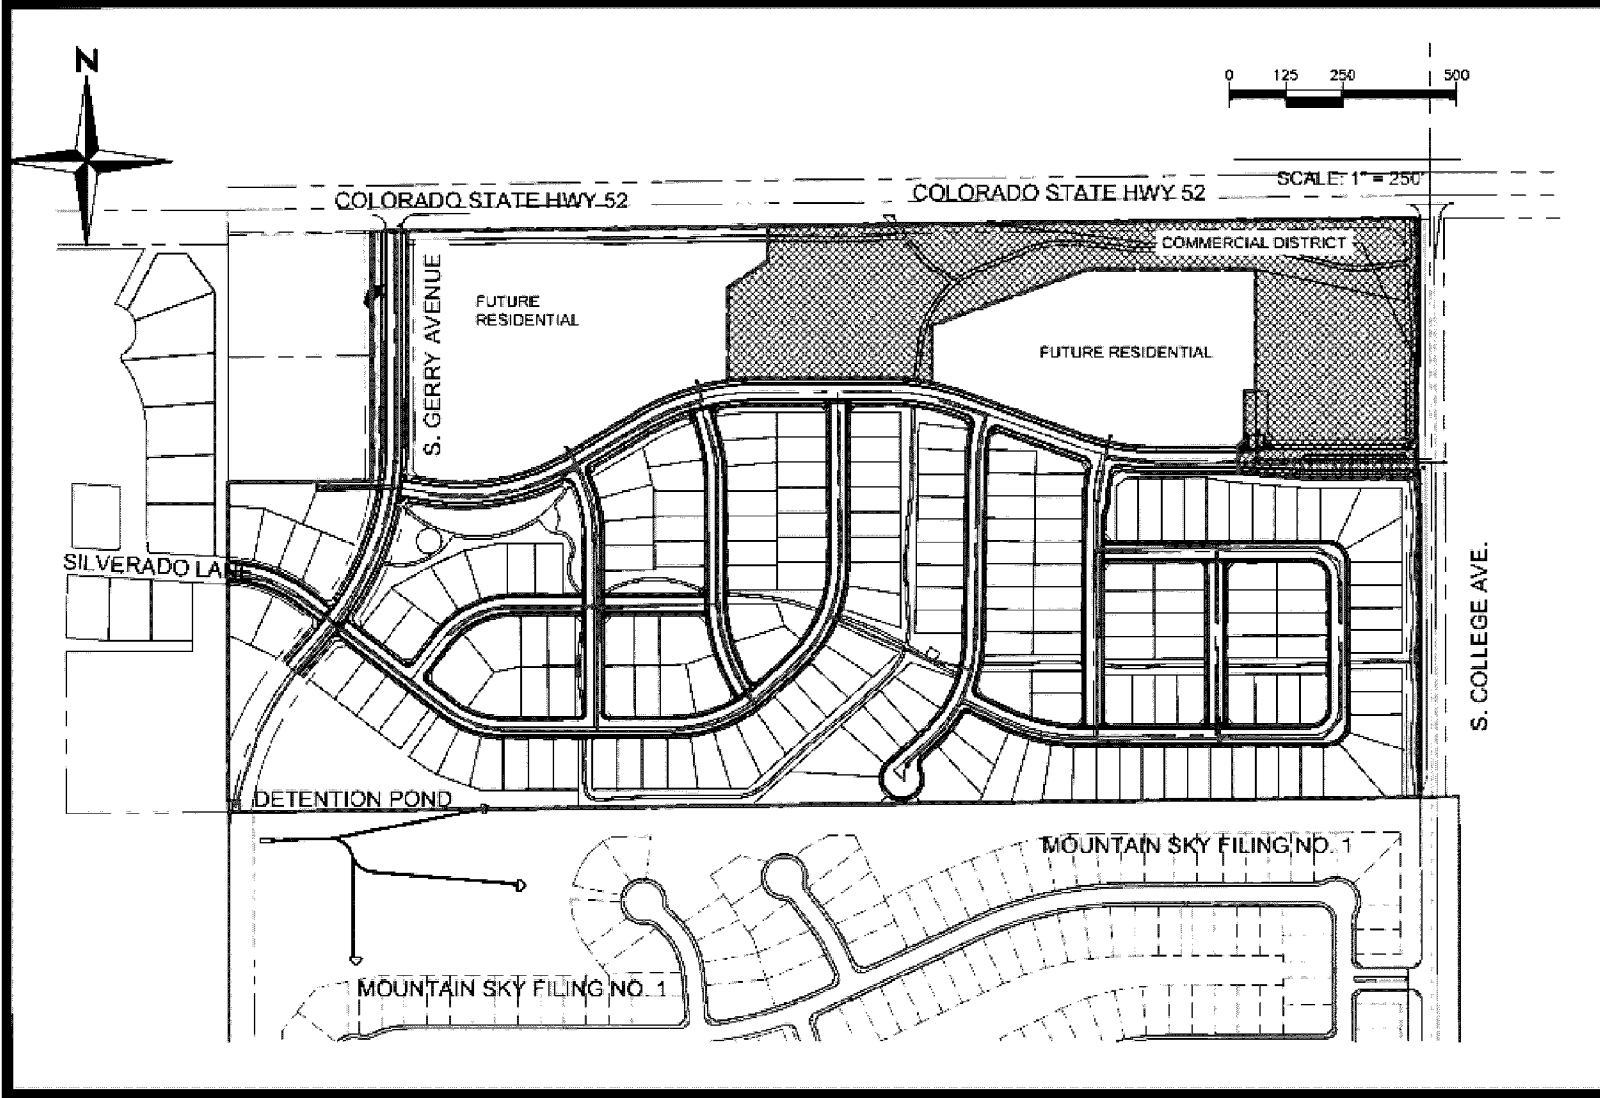 N
0 125 250 500
SCALE: 1" = 250'
COLORADO STATE HWY 52
COLORADO STATE HWY 52
COMMERCIAL DISTRICT
S. GERRY AVENUE
FUTURE
RESIDENTIAL
FUTURE RESIDENTIAL
SILVERADO LANE
S. COLLEGE AVE.
DETENTION POND
MOUNTAIN SKY FILING NO. 1
MOUNTAIN SKY FILING NO. 1